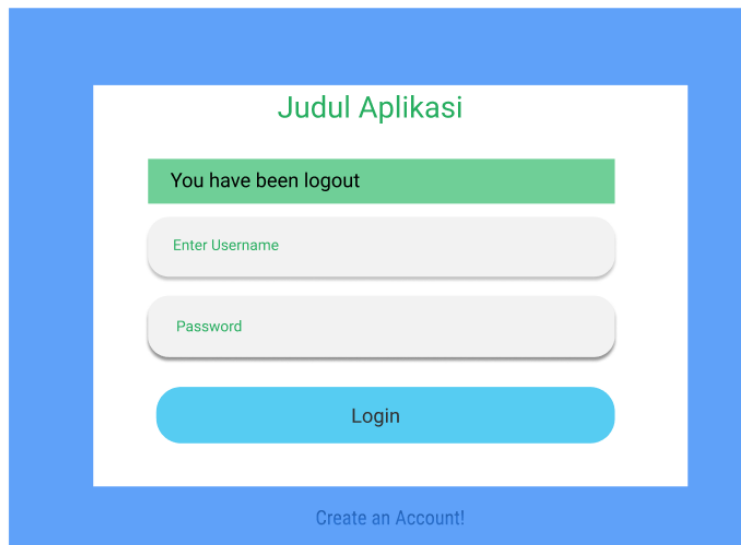 Judul Aplikasi
You have been logout
Enter Username
Password
Login
Create an Account!